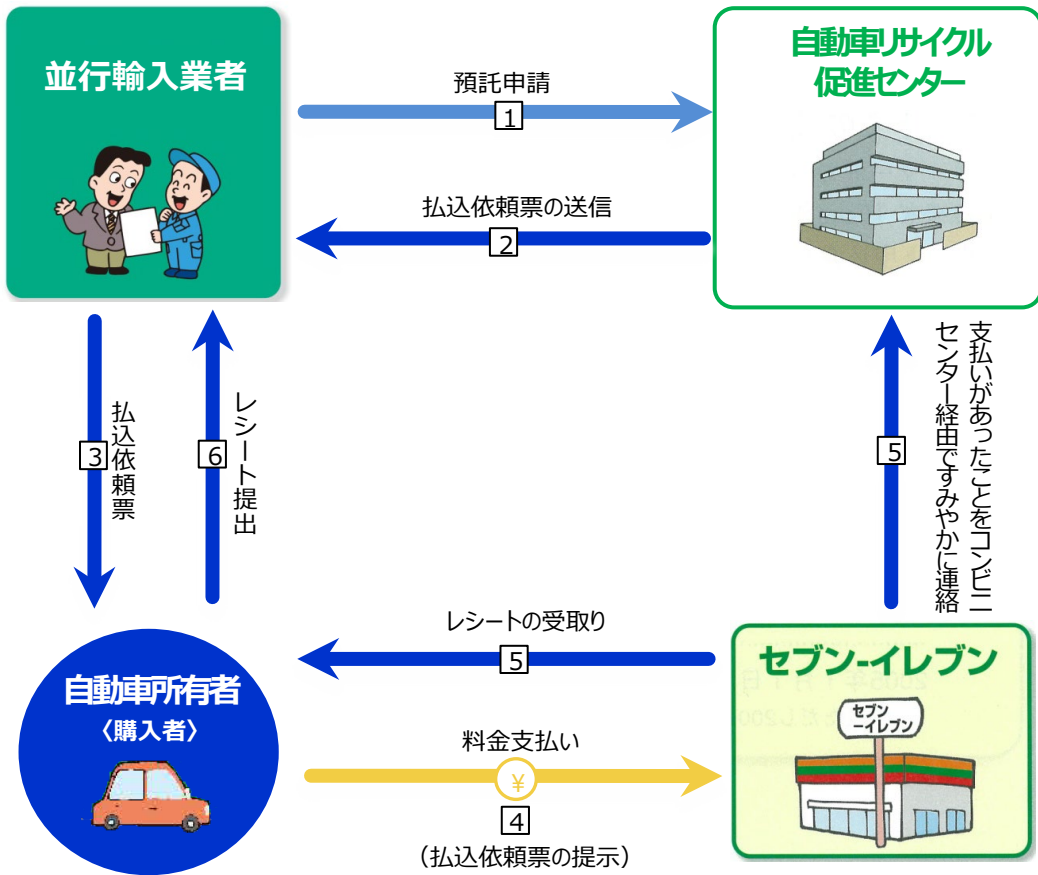 並行輸入業者
自動車リサイクル
促進センター
預託申請
1
払込依頼票の送信
2
3
払込依頼票
6
レシート提出
5
支払いがあったことをコンビニ
センター経由ですみやかに連絡
レシートの受取り
5
自動車所有者
〈購入者〉
セブン-イレブン
セブン
-イレブン
料金支払い
¥
4
(払込依頼票の提示)